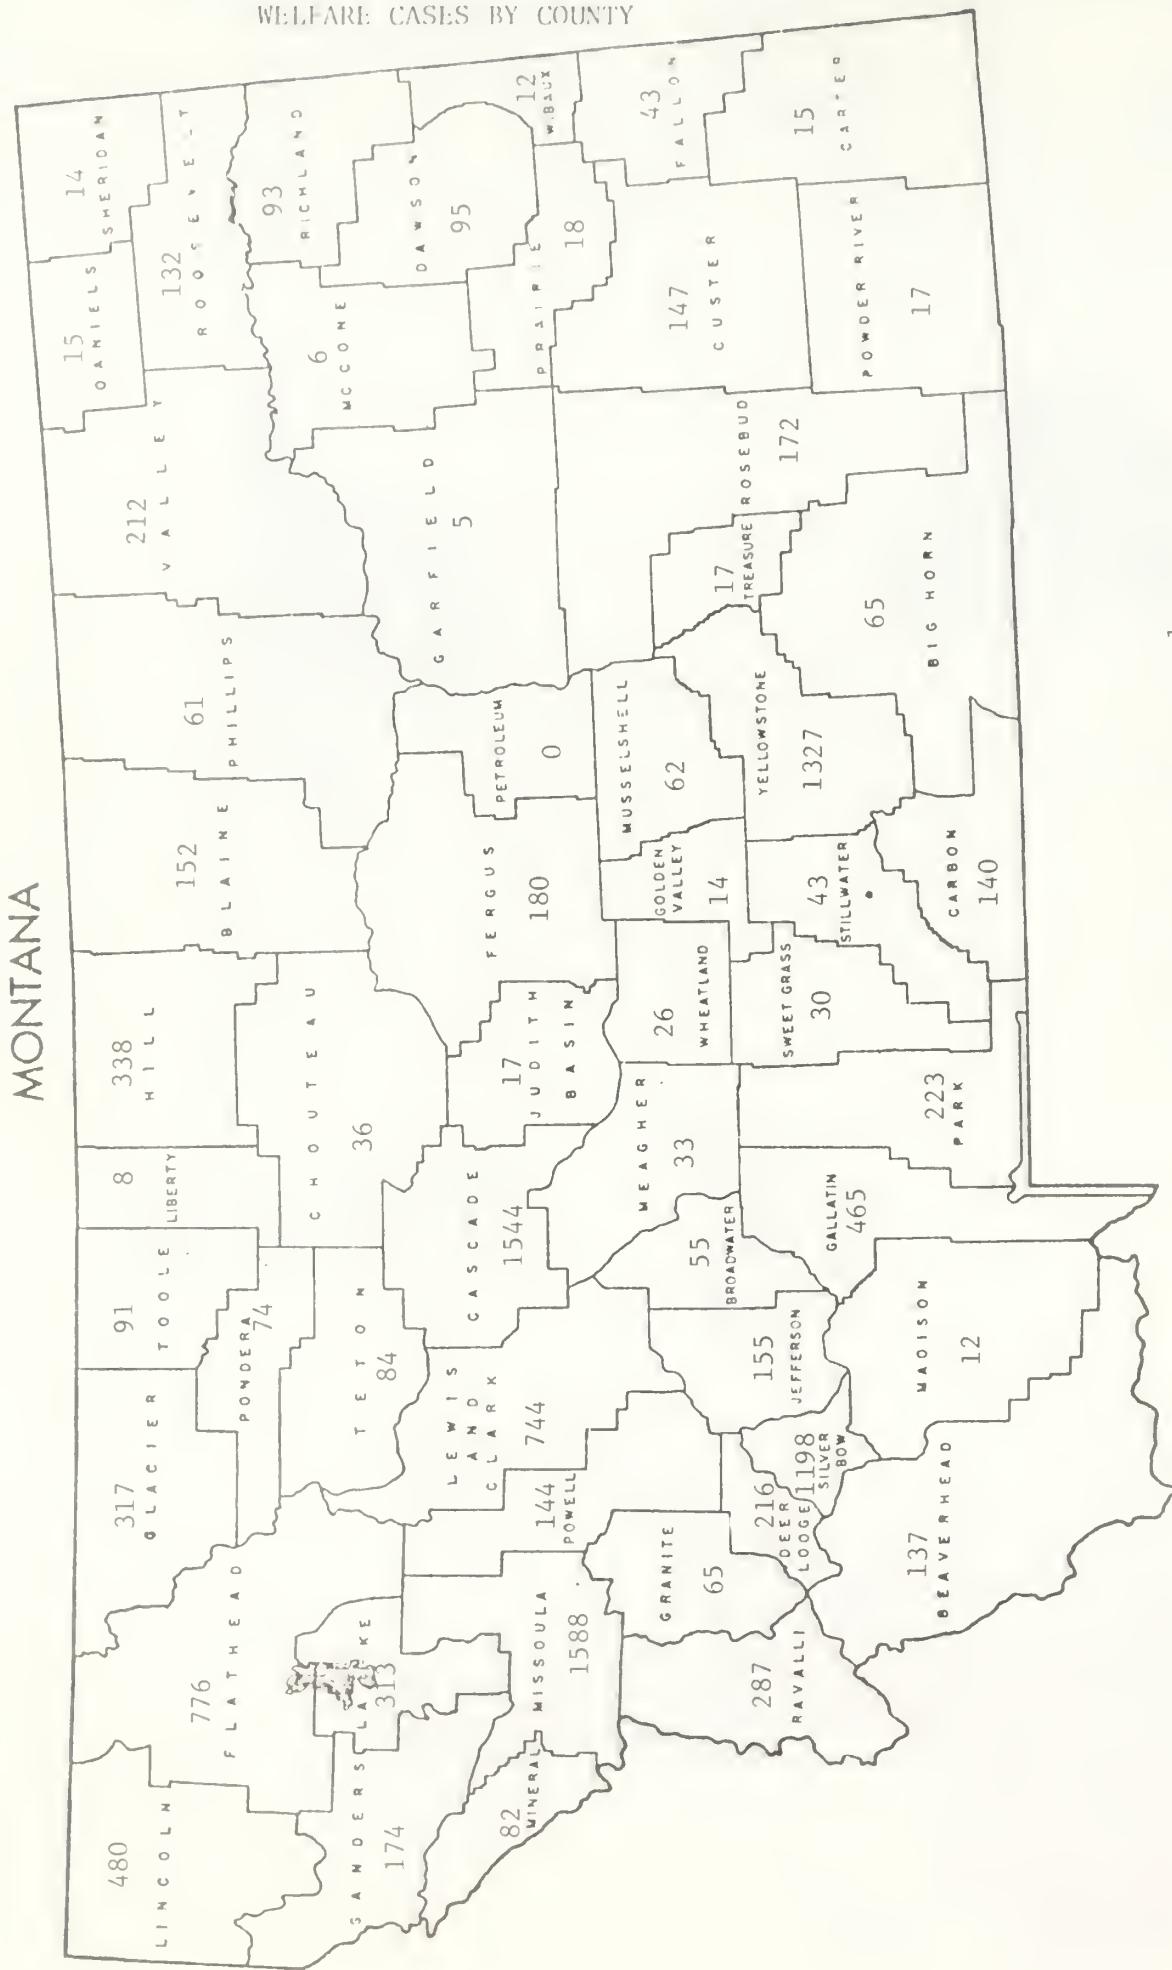 WELFARE CASES BY COUNTY
MONTANA
480
LINCOLN
776
FLATHEAD
317
GLACIER
91
TOOLE
8
LIBERTY
338
HILL
152
BLAINE
61
PHILLIPS
212
VALLEY
15
DANIELS
14
SHERIDAN
132
ROOSEVELT
PONDERA
74
SANDERS
174
LAKE
313
TETON
84
CHOUTEAU
36
6
MCCONE
93
RICHLAND
GARFIELD
5
DAWSON
95
PRAIRIE
18
12
WIBAUX
82
MINERAL
MISSOULA
1588
144
POWELL
LEWIS
AND
CLARK
744
CASCADE
1544
17
JUDITH
BASIN
FERGUS
180
PETROLEUM
0
GRANITE
65
MEAGHER
33
26
WHEATLAND
GOLDEN
VALLEY
14
MUSSELSHELL
62
17
TREASURE
ROSEBUD
172
147
CUSTER
43
FALLON
287
RAVALLI
216
DEER
LODGE
1198
SILVER
BOW
155
JEFFERSON
55
BROADWATER
GALLATIN
465
223
PARK
SWEET GRASS
30
43
STILLWATER
YELLOWSTONE
1327
65
BIG HORN
POWDER RIVER
17
15
CARTER
137
BEAVERHEAD
MADISON
12
CARBON
140
1